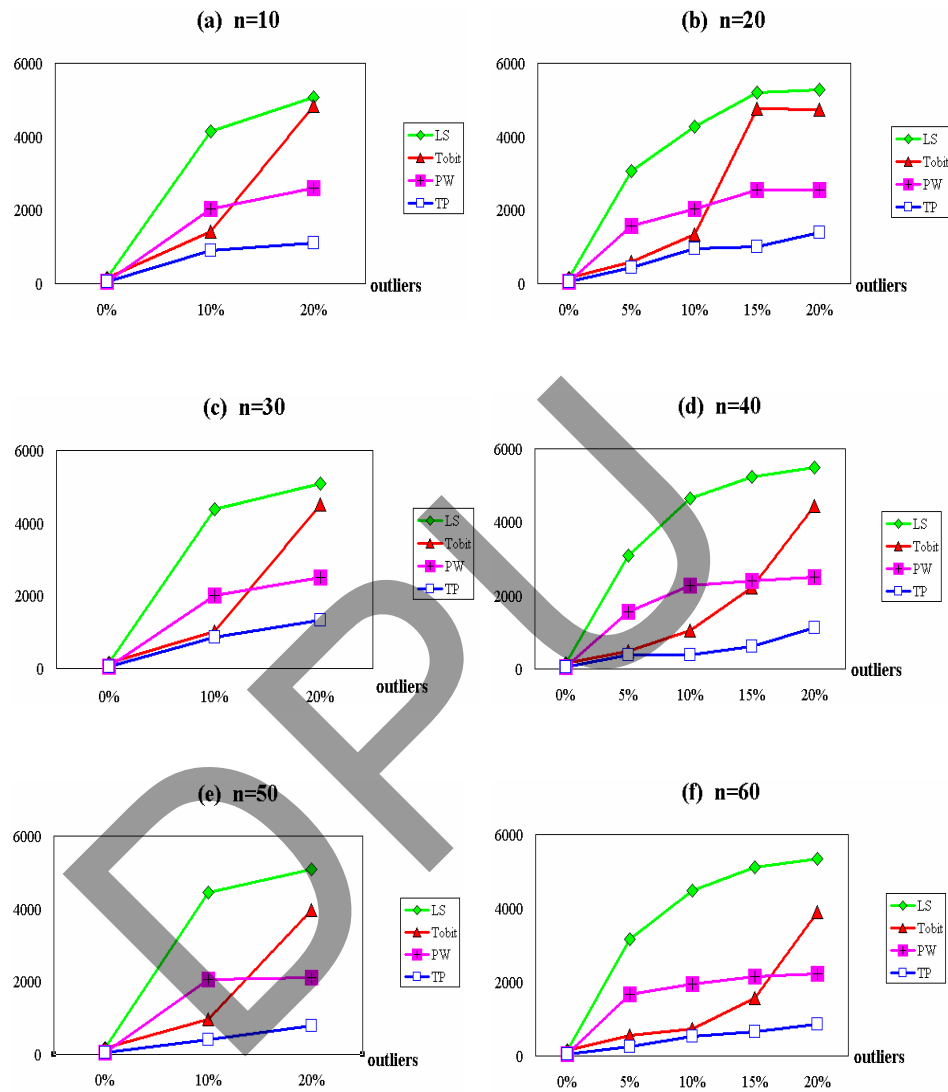 (a) n=10
6000
4000
2000
0
0%
10%
20%
outliers
LS
Tobit
PW
TP
(b) n=20
6000
4000
2000
0
0%
5%
10%
15%
20%
outliers
LS
Tobit
PW
TP
(c) n=30
6000
4000
2000
0
0%
10%
20%
outliers
LS
Tobit
PW
TP
(d) n=40
6000
4000
2000
0
0%
5%
10%
15%
20%
outliers
LS
Tobit
PW
TP
(e) n=50
6000
4000
2000
0
0%
10%
20%
outliers
LS
Tobit
PW
TP
(f) n=60
6000
4000
2000
0
0%
5%
10%
15%
20%
outliers
LS
Tobit
PW
TP
DPU